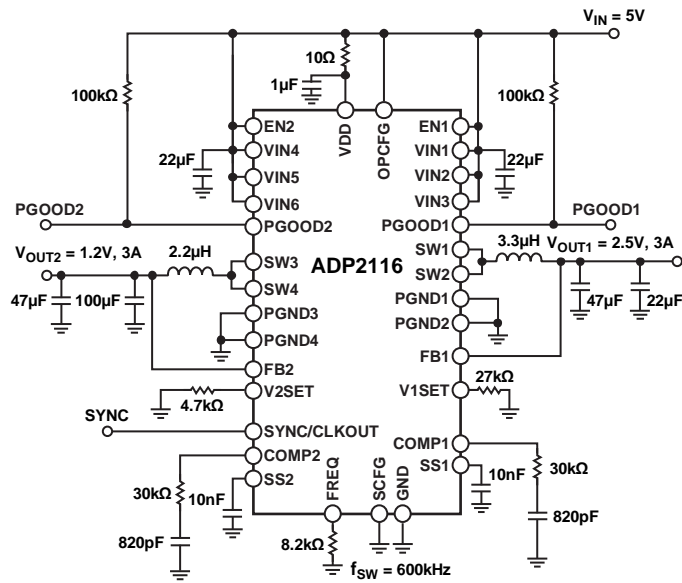 V_IN = 5V
10Ω
1µF
100kΩ
100kΩ
VDD
OPCFG
EN2
VIN4
VIN5
VIN6
PGOOD2
EN1
VIN1
VIN2
VIN3
PGOOD1
22µF
22µF
PGOOD2
PGOOD1
V_OUT2 = 1.2V, 3A
2.2µH
3.3µH
V_OUT1 = 2.5V, 3A
SW3
SW4
ADP2116
SW1
SW2
47µF
100µF
47µF
22µF
PGND3
PGND4
PGND1
PGND2
FB2
FB1
V2SET
V1SET
4.7kΩ
27kΩ
SYNC
SYNC/CLKOUT
COMP2
SS2
COMP1
SS1
30kΩ
10nF
10nF
30kΩ
820pF
820pF
FREQ
SCFG
GND
8.2kΩ
f_SW = 600kHz